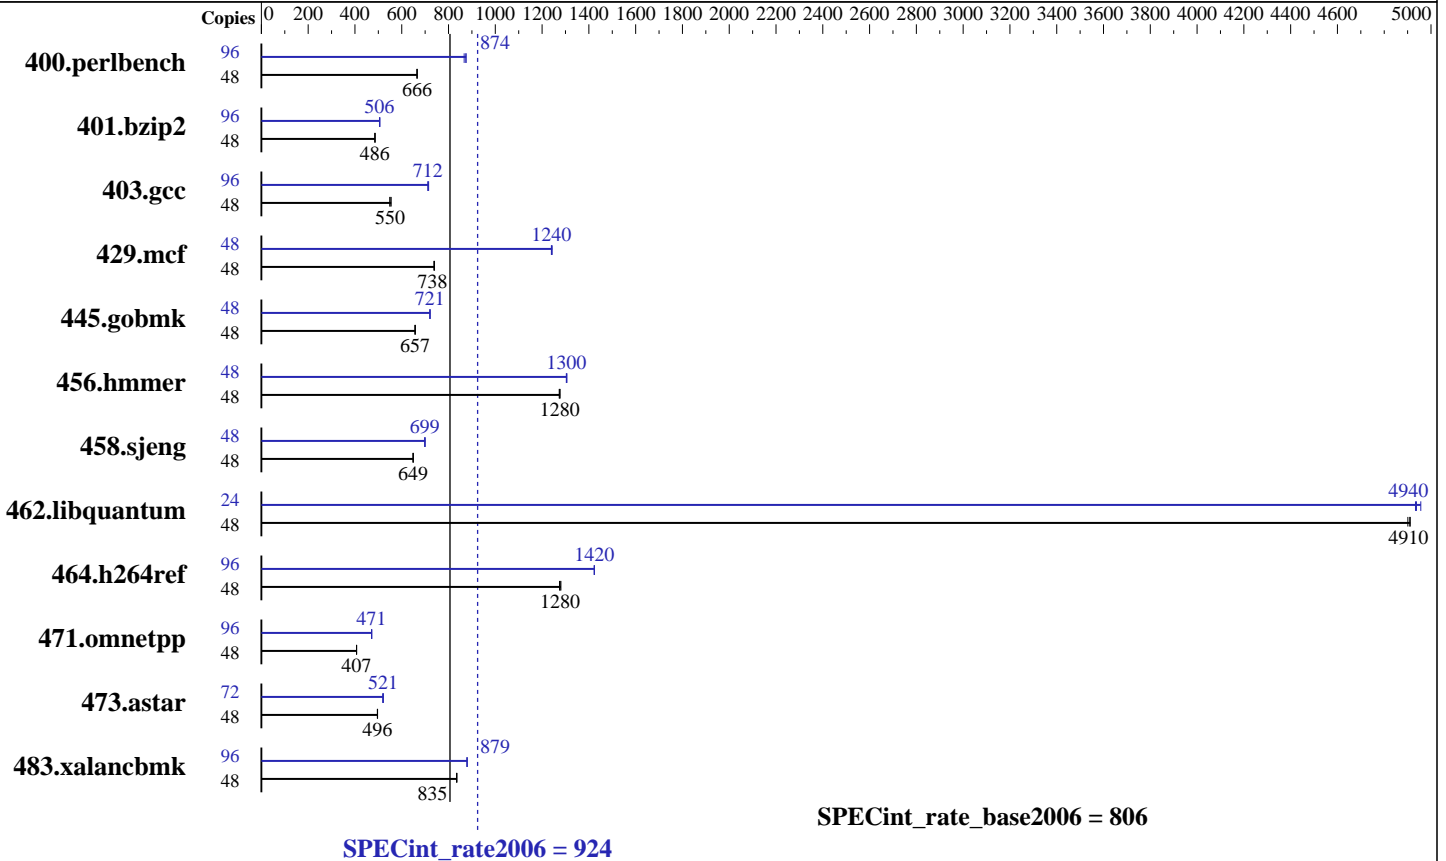 Copies 0 200 400 600 800 1000 1200 1400 1600 1800 2000 2200 2400 2600 2800 3000 3200 3400 3600 3800 4000 4200 4400 4600 5000
400.perlbench 96 874
48 666
401.bzip2 96 506
48 486
403.gcc 96 712
48 550
429.mcf 48 1240
48 738
445.gobmk 48 721
48 657
456.hmmer 48 1300
48 1280
458.sjeng 48 699
48 649
462.libquantum 24 4940
48 4910
464.h264ref 96 1420
48 1280
471.omnetpp 96 471
48 407
473.astar 72 521
48 496
483.xalancbmk 96 879
48 835
SPECint_rate_base2006 = 806
SPECint_rate2006 = 924